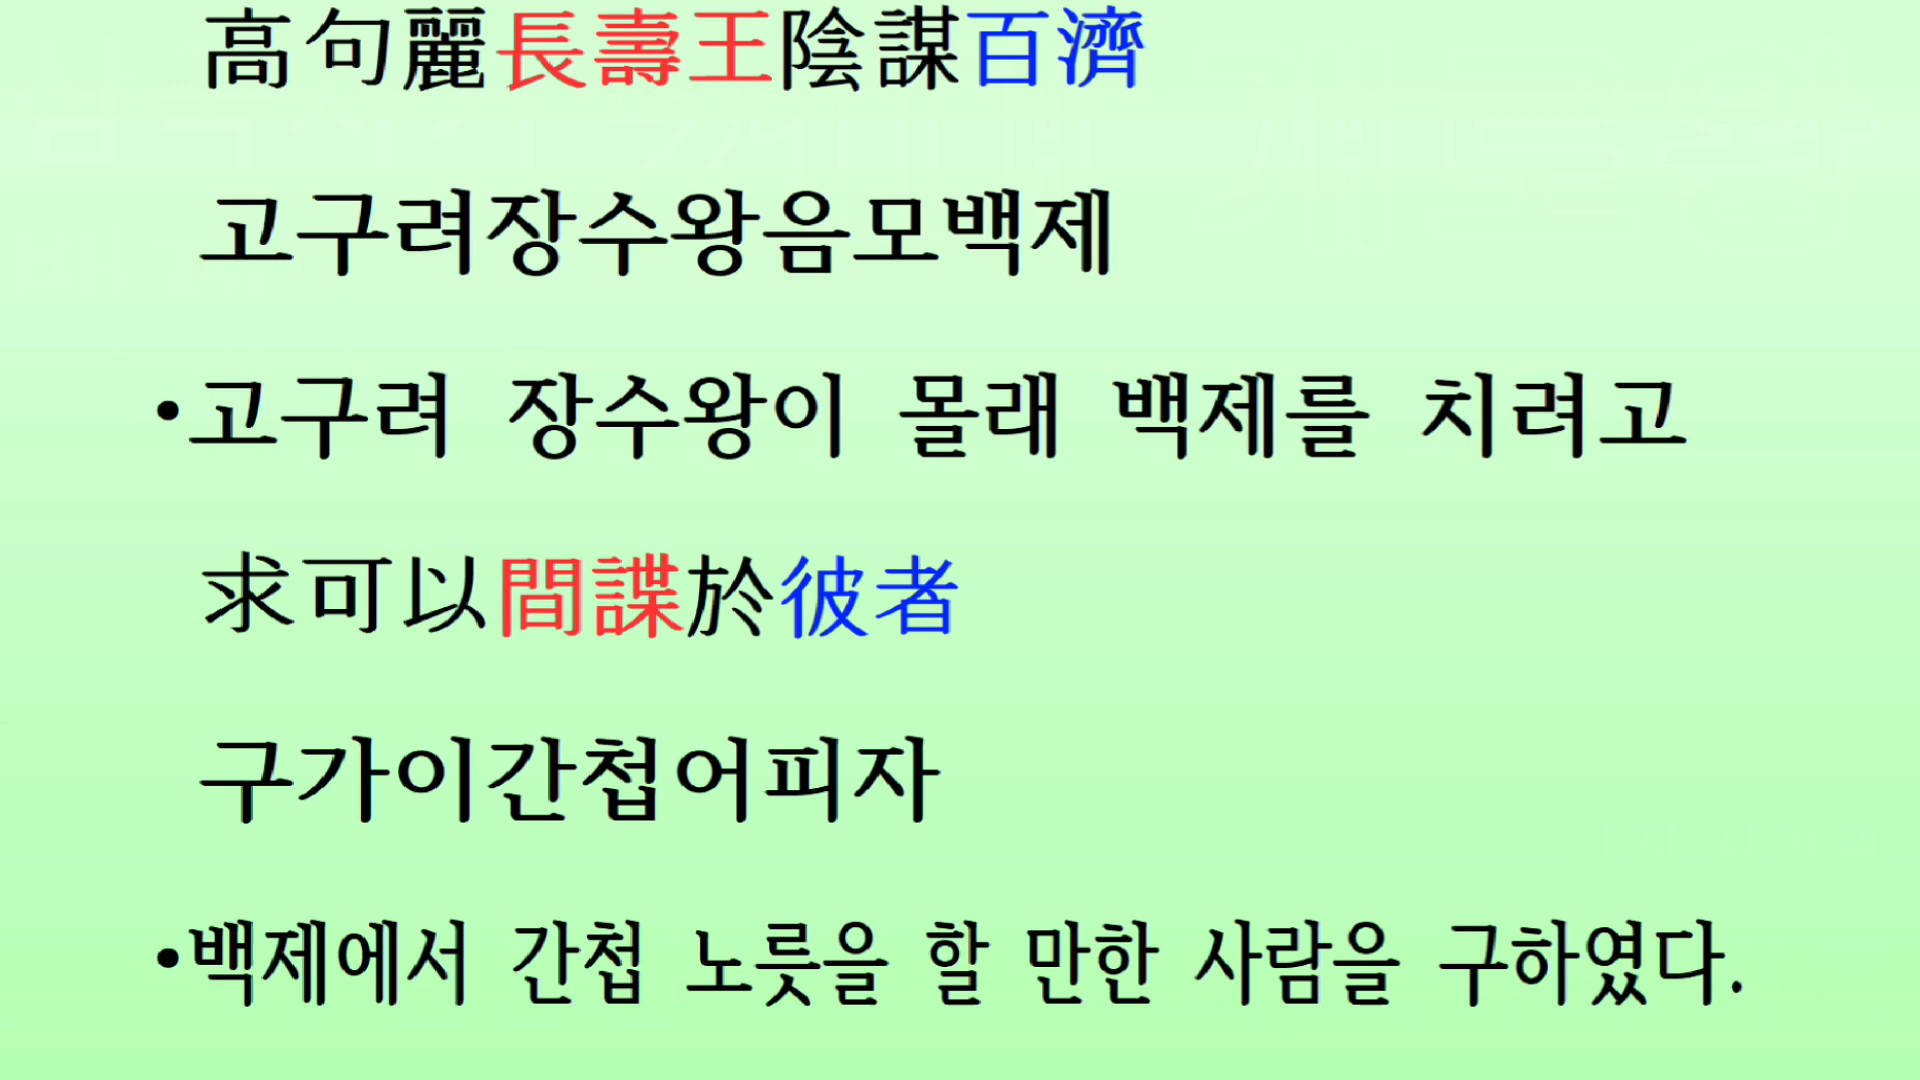 高句麗長壽王陰謀百濟
고구려장수왕음모백제
•고구려 장수왕이 몰래 백제를 치려고
求可以間諜於彼者
구가이간첩어피자
•백제에서 간첩 노릇을 할 만한 사람을 구하였다.